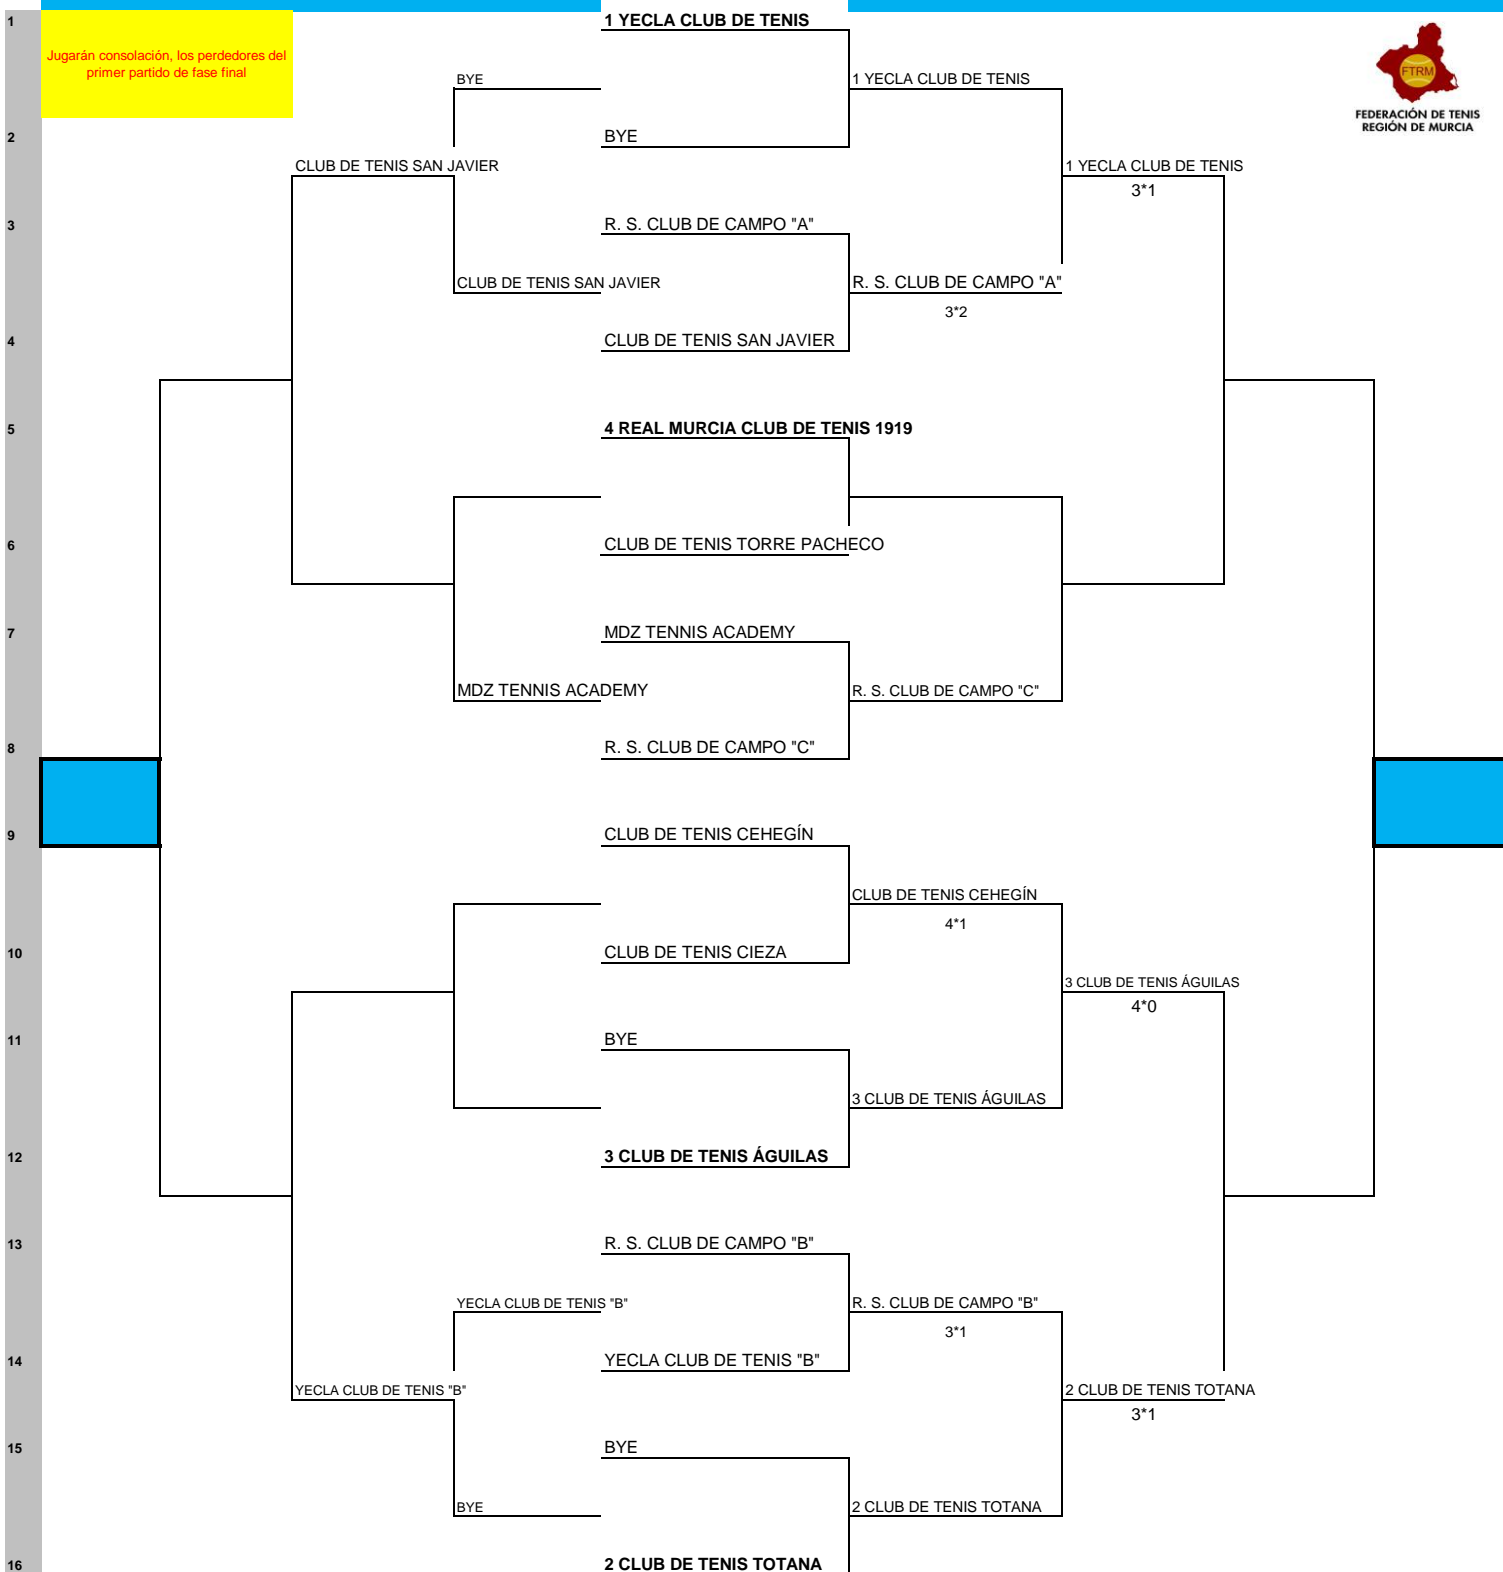 1
1 YECLA CLUB DE TENIS
Jugarán consolación, los perdedores del
primer partido de fase final
FTRM
FEDERACIÓN DE TENIS
REGIÓN DE MURCIA
BYE
1 YECLA CLUB DE TENIS
2
BYE
CLUB DE TENIS SAN JAVIER
1 YECLA CLUB DE TENIS
3*1
3
R. S. CLUB DE CAMPO "A"
CLUB DE TENIS SAN JAVIER
R. S. CLUB DE CAMPO "A"
3*2
4
CLUB DE TENIS SAN JAVIER
5
4 REAL MURCIA CLUB DE TENIS 1919
6
CLUB DE TENIS TORRE PACHECO
7
MDZ TENNIS ACADEMY
MDZ TENNIS ACADEMY
R. S. CLUB DE CAMPO "C"
8
R. S. CLUB DE CAMPO "C"
9
CLUB DE TENIS CEHEGÍN
CLUB DE TENIS CEHEGÍN
4*1
10
CLUB DE TENIS CIEZA
3 CLUB DE TENIS ÁGUILAS
4*0
11
BYE
3 CLUB DE TENIS ÁGUILAS
12
3 CLUB DE TENIS ÁGUILAS
13
R. S. CLUB DE CAMPO "B"
YECLA CLUB DE TENIS "B"
R. S. CLUB DE CAMPO "B"
3*1
14
YECLA CLUB DE TENIS "B"
YECLA CLUB DE TENIS "B"
2 CLUB DE TENIS TOTANA
3*1
15
BYE
BYE
2 CLUB DE TENIS TOTANA
16
2 CLUB DE TENIS TOTANA